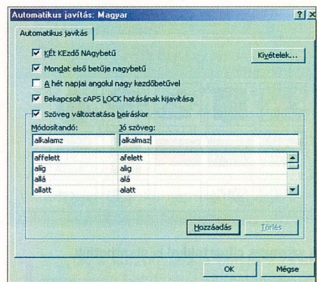 Automatikus javítás: Magyar
Automatikus javítás
KÉt KEzdő NAgybetű
Kivételek...
Mondat első betűje nagybetű
A hét napjai angolul nagy kezdőbetűvel
Bekapcsolt cAPS LOCK hatásának kijavítása
Szöveg változtatása beíráskor
Módosítandó: Jó szöveg:
alkalamz alkalmaz
affelett afelett
alíg alig
allá alá
allatt alatt
Hozzáadás Törlés
OK Mégse